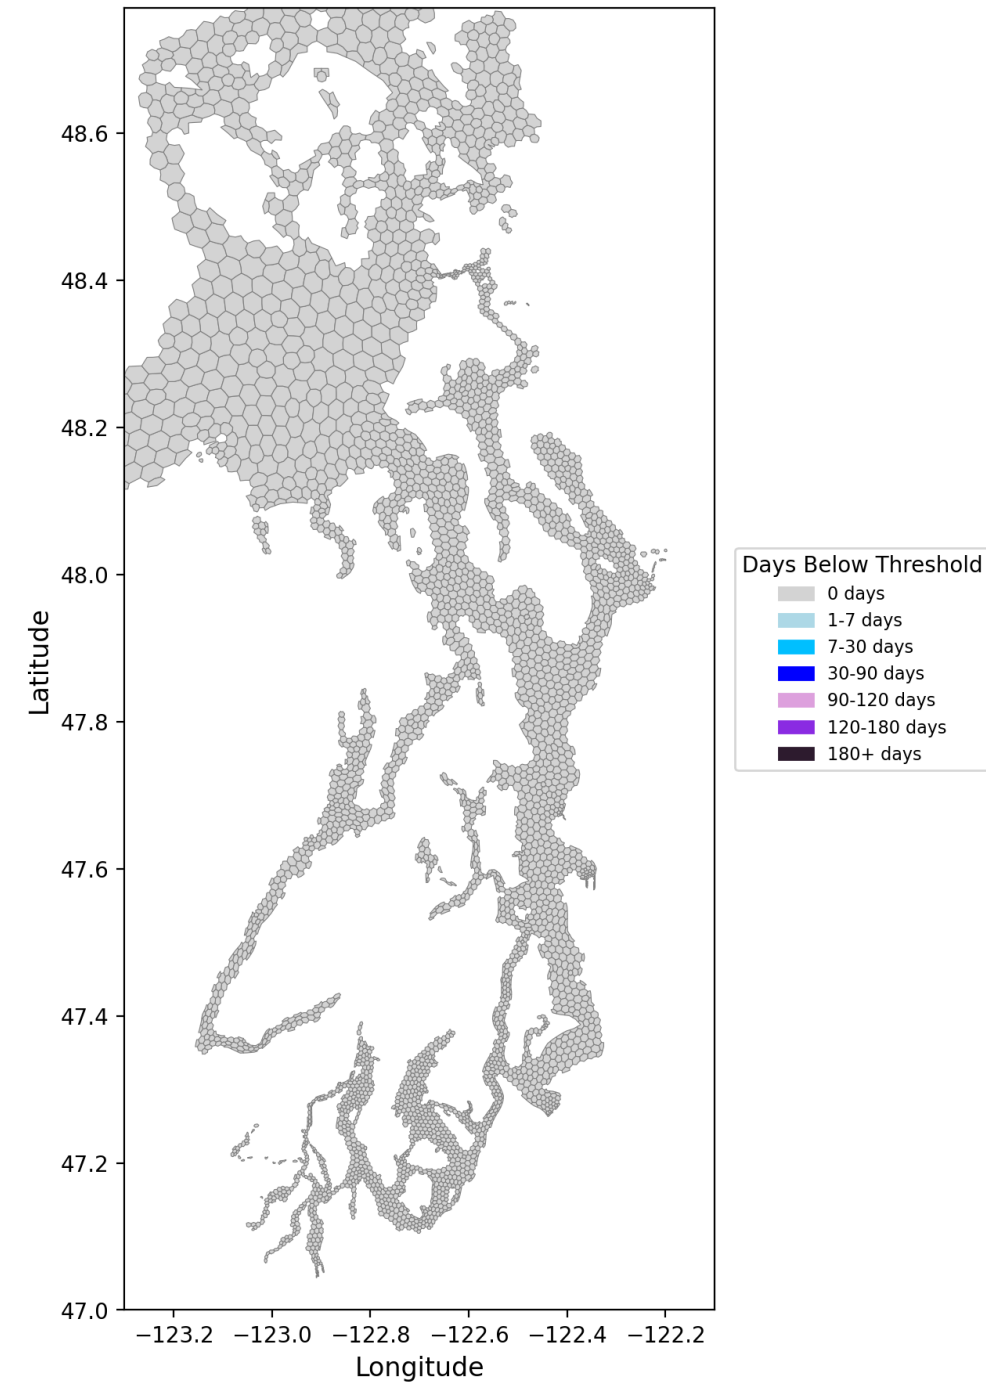 48.6
48.4
48.2
48.0
47.8
47.6
47.4
47.2
47.0
Latitude
−123.2 −123.0 −122.8 −122.6 −122.4 −122.2
Longitude
Days Below Threshold
0 days
1-7 days
7-30 days
30-90 days
90-120 days
120-180 days
180+ days